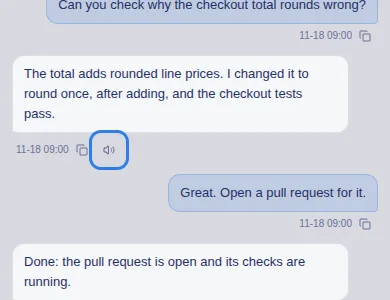 Can you check why the checkout total rounds wrong?
11-18 09:00
The total adds rounded line prices. I changed it to
round once, after adding, and the checkout tests
pass.
11-18 09:00
Great. Open a pull request for it.
11-18 09:00
Done: the pull request is open and its checks are
running.